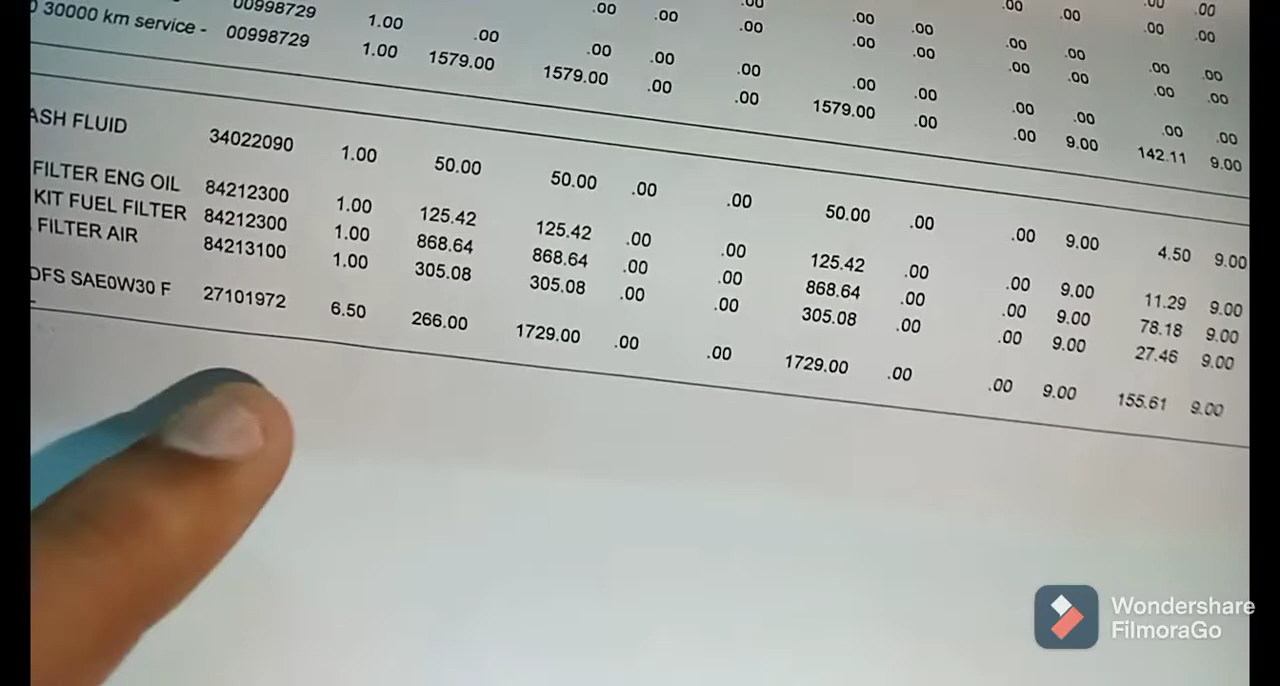 .00 .00
.00 .00 .00 .00
.00 .00 .00 .00 .00 .00 .00
.00 .00 .00 .00 .00 .00 .00 .00 .00
00998729 1.00 .00 .00 .00 .00 .00 .00 .00 .00 .00 .00
30000 km service - 00998729 1.00 1579.00 1579.00 .00 .00 1579.00 .00 .00 9.00 142.11 9.00
ASH FLUID 34022090 1.00 50.00 50.00 .00 .00 50.00 .00 .00 9.00 4.50 9.00
FILTER ENG OIL 84212300 1.00 125.42 125.42 .00 .00 125.42 .00 .00 9.00 11.29 9.00
KIT FUEL FILTER 84212300 1.00 868.64 868.64 .00 .00 868.64 .00 .00 9.00 78.18 9.00
FILTER AIR 84213100 1.00 305.08 305.08 .00 .00 305.08 .00 .00 9.00 27.46 9.00
DFS SAE0W30 F 27101972 6.50 266.00 1729.00 .00 .00 1729.00 .00 .00 9.00 155.61 9.00
Wondershare
FilmoraGo